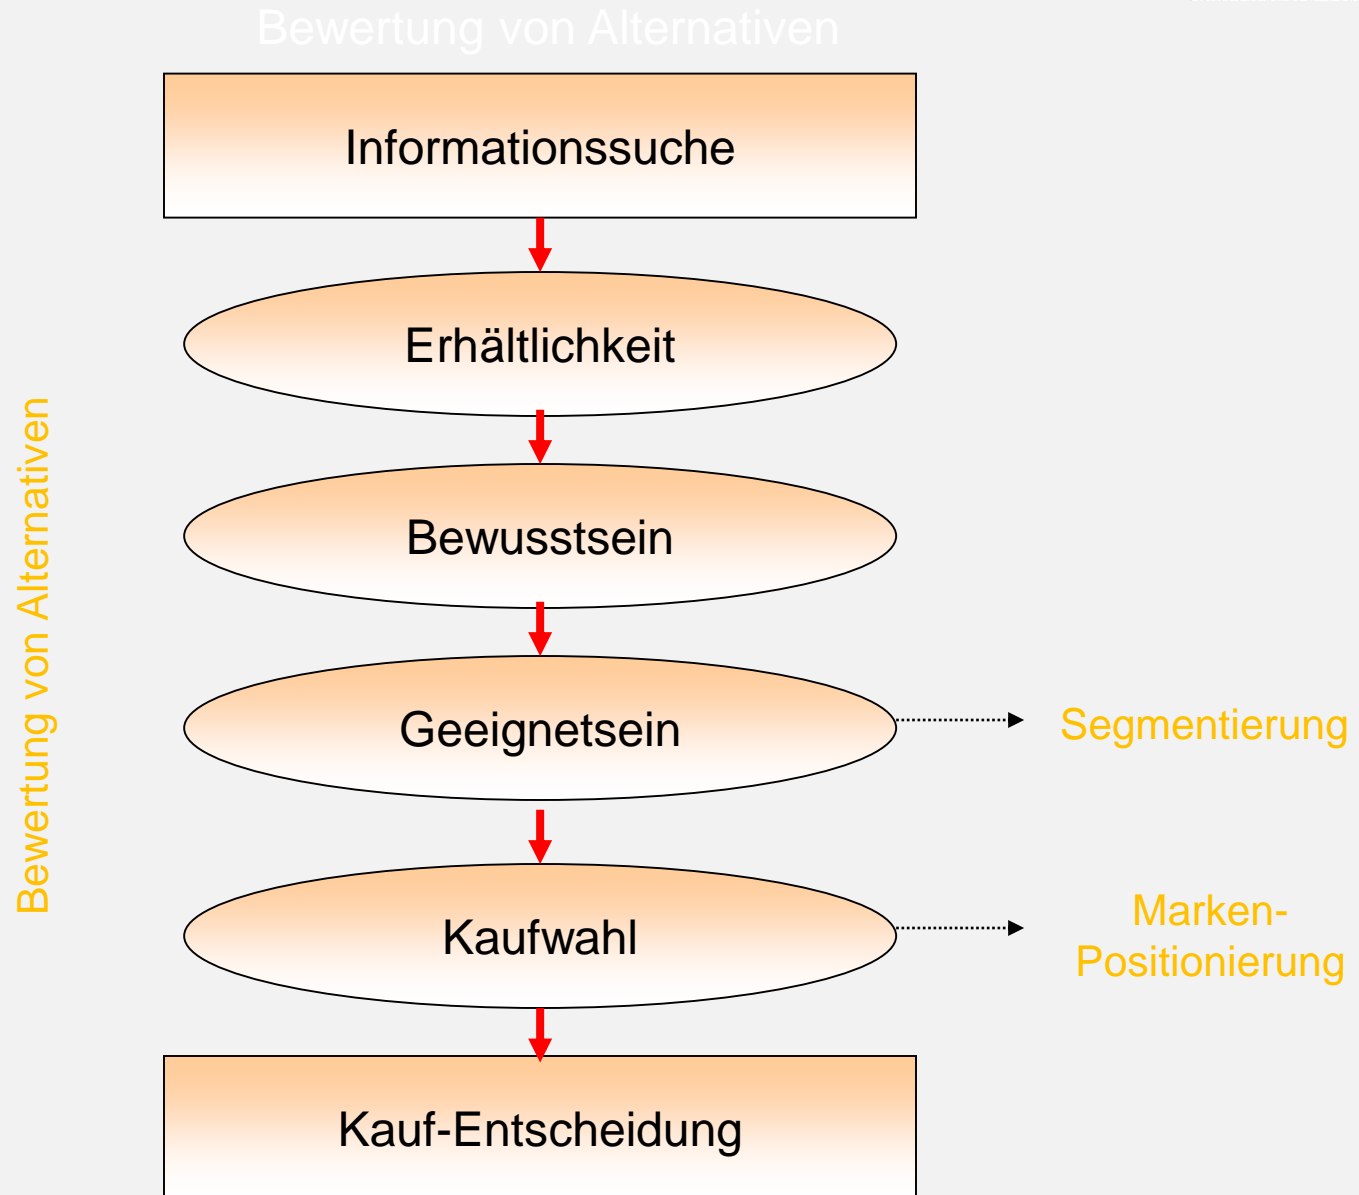 Bewertung von Alternativen
Informationssuche
Erhältlichkeit
Bewusstsein
Bewertung von Alternativen
Geeignetsein
Segmentierung
Kaufwahl
Marken-
Positionierung
Kauf-Entscheidung